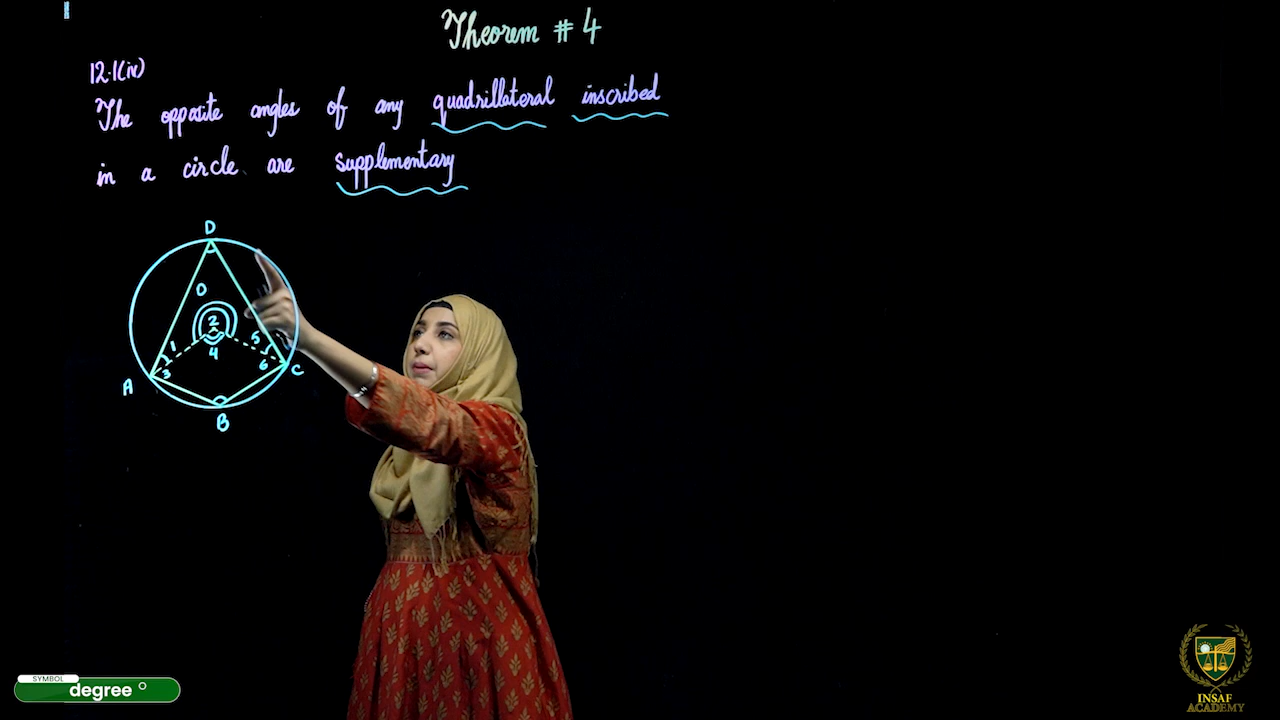 Theorem # 4
12.1(iv)
The opposite angles of any quadrillateral inscribed
in a circle are supplementary
D
O
2
1
5
4
3
6
A
C
B
SYMBOL
degree °
INSAF
ACADEMY